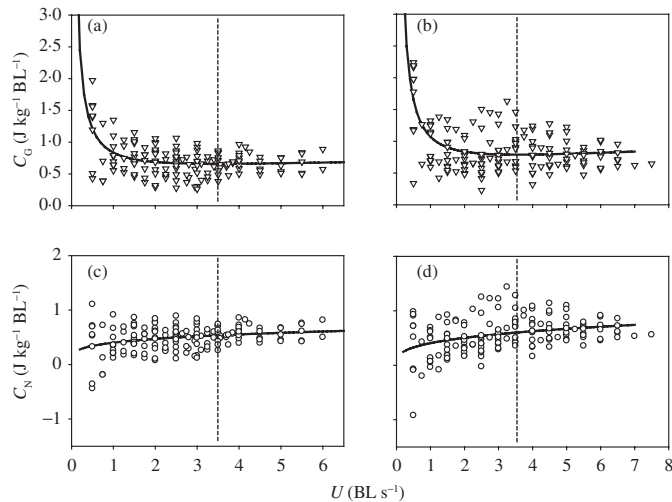 (a)
(b)
3·0
2·5
2·0
1·5
1·0
0·5
0·0
C_G (J kg⁻¹ BL⁻¹)
(c)
(d)
2
1
0
−1
C_N (J kg⁻¹ BL⁻¹)
0 1 2 3 4 5 6
0 1 2 3 4 5 6 7 8
U (BL s⁻¹)